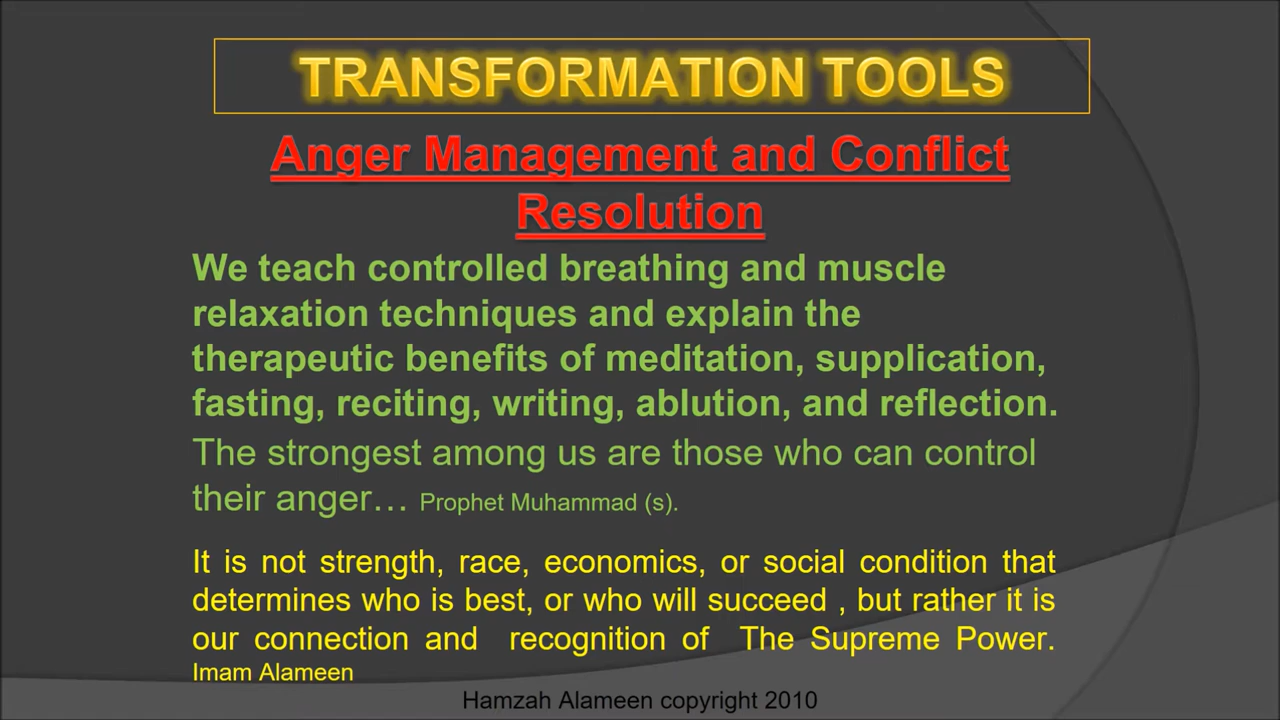 TRANSFORMATION TOOLS
Anger Management and Conflict
Resolution
We teach controlled breathing and muscle
relaxation techniques and explain the
therapeutic benefits of meditation, supplication,
fasting, reciting, writing, ablution, and reflection.
The strongest among us are those who can control
their anger… Prophet Muhammad (s).
It is not strength, race, economics, or social condition that
determines who is best, or who will succeed , but rather it is
our connection and recognition of The Supreme Power.
Imam Alameen
Hamzah Alameen copyright 2010